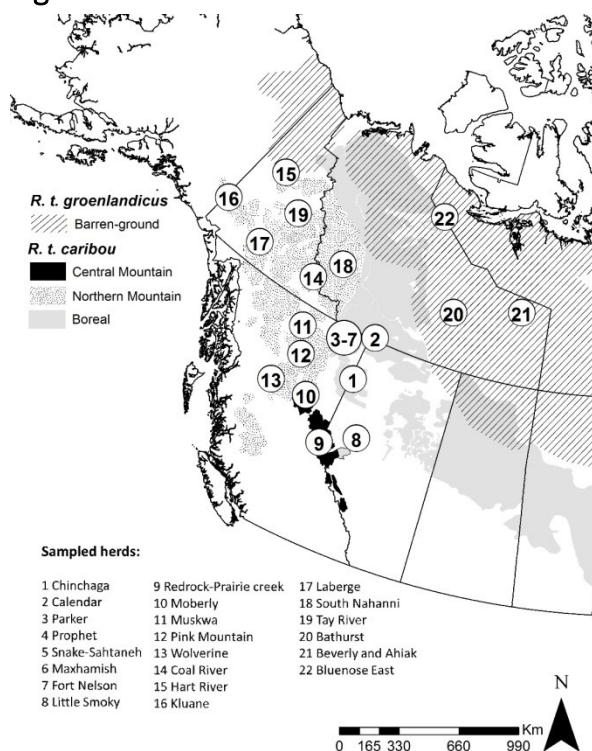 15
16
22
R. t. groenlandicus
19
Barren-ground
17
R. t. caribou
18
14
Central Mountain
20
21
11
Northern Mountain
3-7
2
12
Boreal
13
1
10
9
8
Sampled herds:
1 Chinchaga
2 Calendar
3 Parker
4 Prophet
5 Snake-Sahtaneh
6 Maxhamish
7 Fort Nelson
8 Little Smoky
9 Redrock-Prairie creek
10 Moberly
11 Muskwa
12 Pink Mountain
13 Wolverine
14 Coal River
15 Hart River
16 Kluane
17 Laberge
18 South Nahanni
19 Tay River
20 Bathurst
21 Beverly and Ahiak
22 Bluenose East
N
Km
0 165 330 660 990